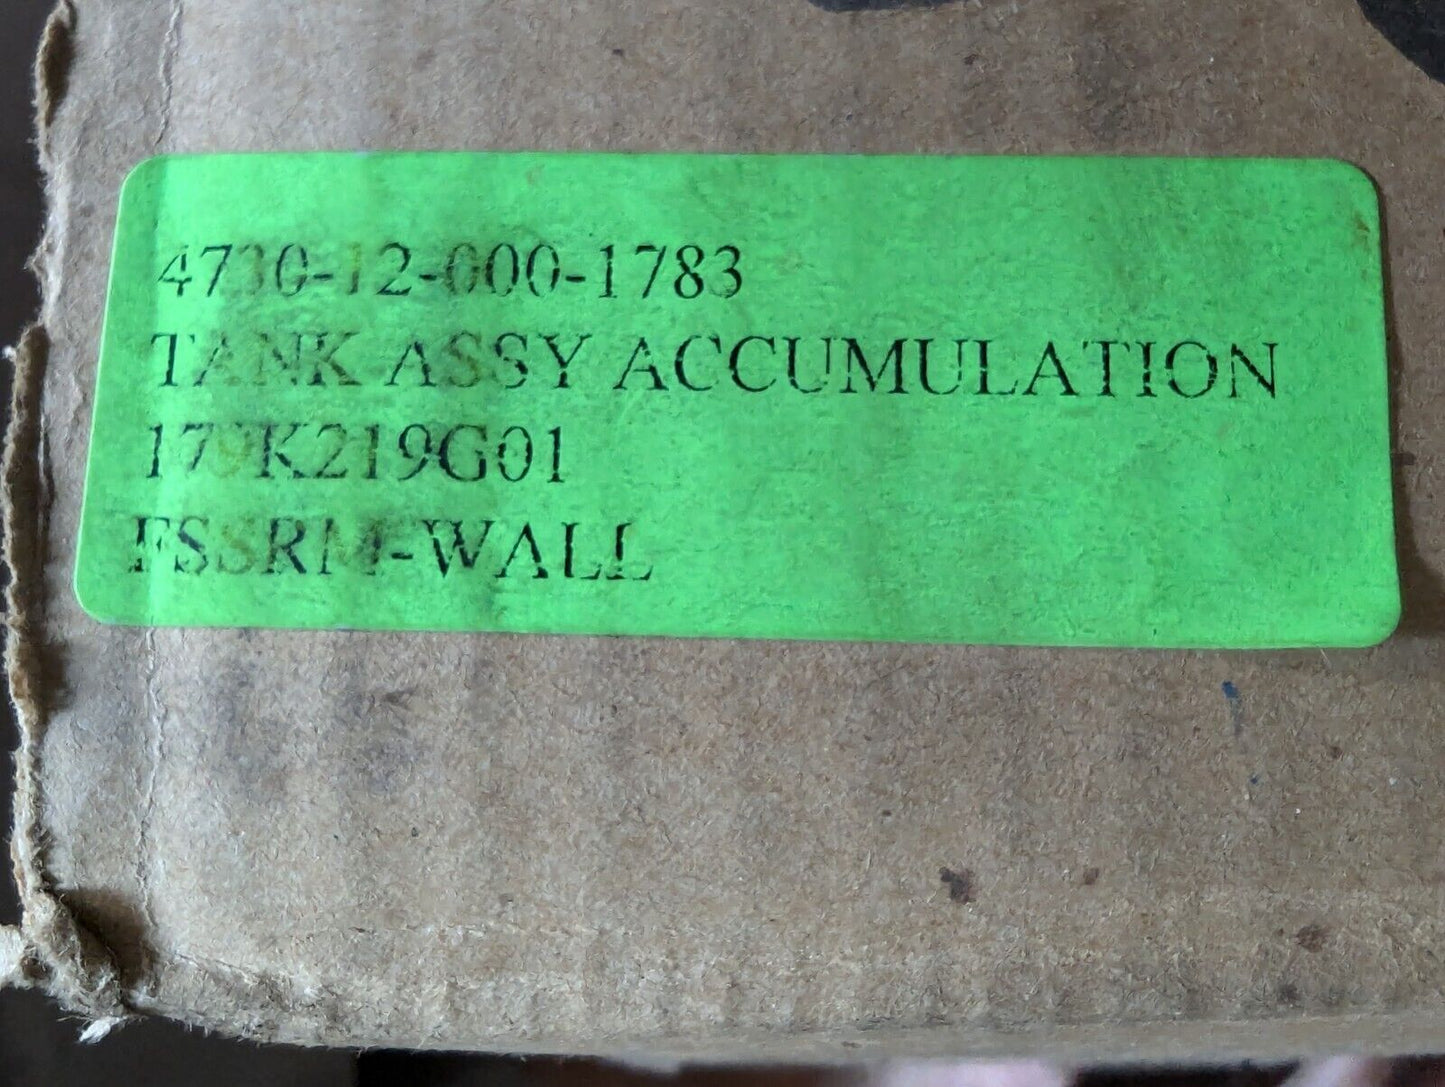 4730-12-000-1783
TANK ASSY ACCUMULATION
FSSRM-WALL